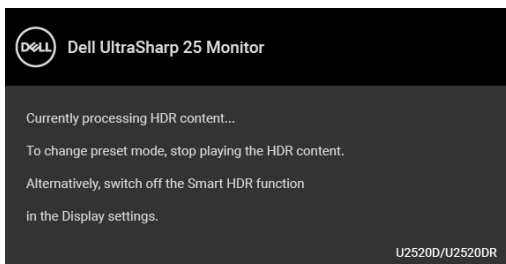 DELL Dell UltraSharp 25 Monitor
Currently processing HDR content...
To change preset mode, stop playing the HDR content.
Alternatively, switch off the Smart HDR function
in the Display settings.
U2520D/U2520DR